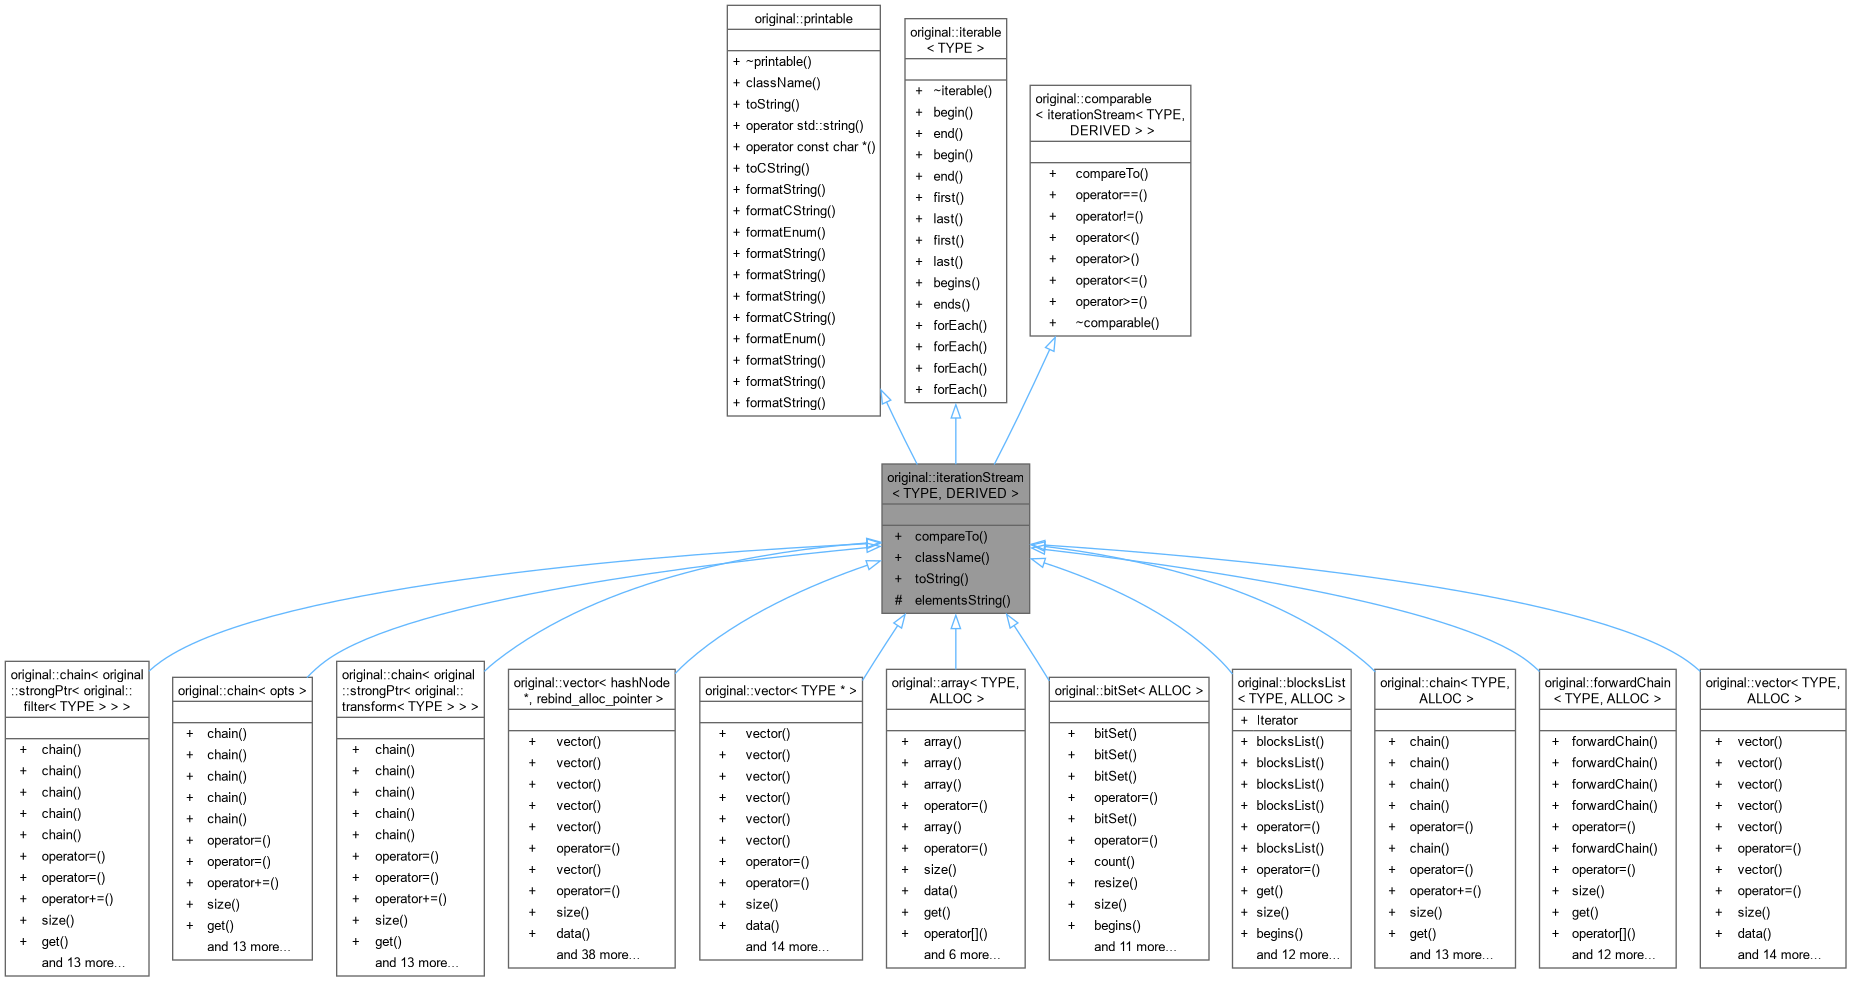 original::printable
+ ~printable()
+ className()
+ toString()
+ operator std::string()
+ operator const char *()
+ toCString()
+ formatString()
+ formatCString()
+ formatEnum()
+ formatString()
+ formatString()
+ formatString()
+ formatCString()
+ formatEnum()
+ formatString()
+ formatString()
+ formatString()
original::iterable
< TYPE >
+ ~iterable()
+ begin()
+ end()
+ begin()
+ end()
+ first()
+ last()
+ first()
+ last()
+ begins()
+ ends()
+ forEach()
+ forEach()
+ forEach()
+ forEach()
original::comparable
< iterationStream< TYPE,
DERIVED > >
+ compareTo()
+ operator==()
+ operator!=()
+ operator<()
+ operator>()
+ operator<=()
+ operator>=()
+ ~comparable()
original::iterationStream
< TYPE, DERIVED >
+ compareTo()
+ className()
+ toString()
# elementsString()
original::chain< original
::strongPtr< original::
filter< TYPE > > >
+ chain()
+ chain()
+ chain()
+ chain()
+ chain()
+ operator=()
+ operator=()
+ operator+=()
+ size()
+ get()
and 13 more...
original::chain< opts >
+ chain()
+ chain()
+ chain()
+ chain()
+ chain()
+ operator=()
+ operator=()
+ operator+=()
+ size()
+ get()
and 13 more...
original::chain< original
::strongPtr< original::
transform< TYPE > > >
+ chain()
+ chain()
+ chain()
+ chain()
+ chain()
+ operator=()
+ operator=()
+ operator+=()
+ size()
+ get()
and 13 more...
original::vector< hashNode
*, rebind_alloc_pointer >
+ vector()
+ vector()
+ vector()
+ vector()
+ vector()
+ operator=()
+ vector()
+ operator=()
+ size()
+ data()
and 38 more...
original::vector< TYPE * >
+ vector()
+ vector()
+ vector()
+ vector()
+ vector()
+ vector()
+ operator=()
+ operator=()
+ size()
+ data()
and 14 more...
original::array< TYPE,
ALLOC >
+ array()
+ array()
+ array()
+ operator=()
+ array()
+ operator=()
+ size()
+ data()
+ get()
+ operator[]()
and 6 more...
original::bitSet< ALLOC >
+ bitSet()
+ bitSet()
+ bitSet()
+ operator=()
+ bitSet()
+ operator=()
+ count()
+ resize()
+ size()
+ begins()
and 11 more...
original::blocksList
< TYPE, ALLOC >
+ Iterator
+ blocksList()
+ blocksList()
+ blocksList()
+ blocksList()
+ operator=()
+ blocksList()
+ operator=()
+ get()
+ size()
+ begins()
and 12 more...
original::chain< TYPE,
ALLOC >
+ chain()
+ chain()
+ chain()
+ chain()
+ operator=()
+ chain()
+ operator=()
+ operator+=()
+ size()
+ get()
and 13 more...
original::forwardChain
< TYPE, ALLOC >
+ forwardChain()
+ forwardChain()
+ forwardChain()
+ forwardChain()
+ operator=()
+ forwardChain()
+ operator=()
+ size()
+ get()
+ operator[]()
and 12 more...
original::vector< TYPE,
ALLOC >
+ vector()
+ vector()
+ vector()
+ vector()
+ vector()
+ operator=()
+ vector()
+ operator=()
+ size()
+ data()
and 14 more...